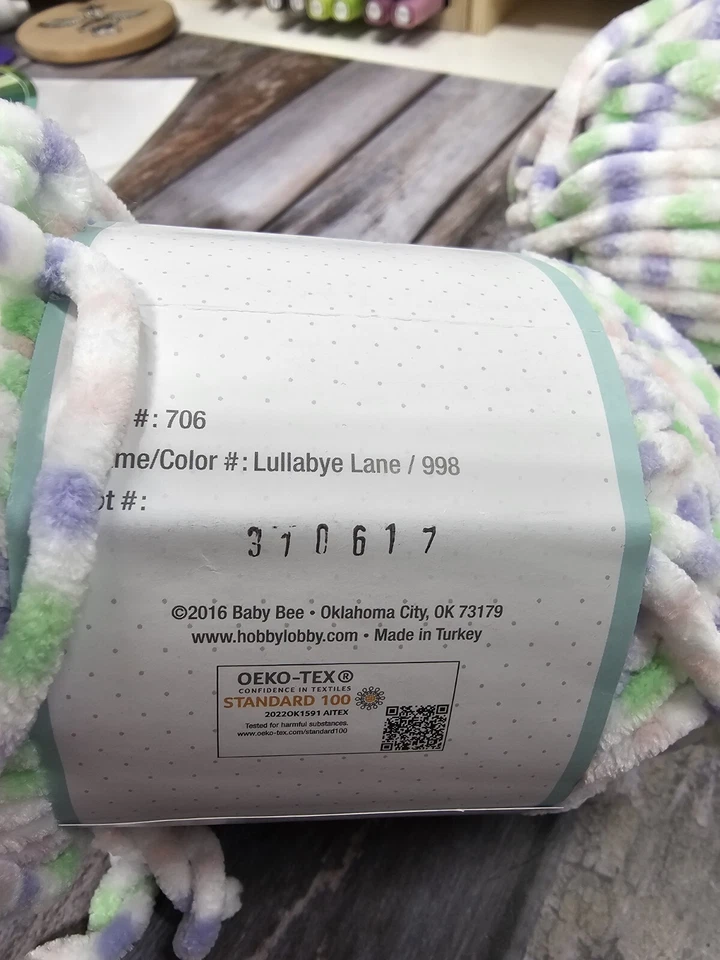 #: 706
me/Color #: Lullabye Lane / 998
ot #:
310617
©2016 Baby Bee • Oklahoma City, OK 73179
www.hobbylobby.com • Made in Turkey
OEKO-TEX®
CONFIDENCE IN TEXTILES
STANDARD 100
2022OK1591 AITEX
Tested for harmful substances.
www.oeko-tex.com/standard100